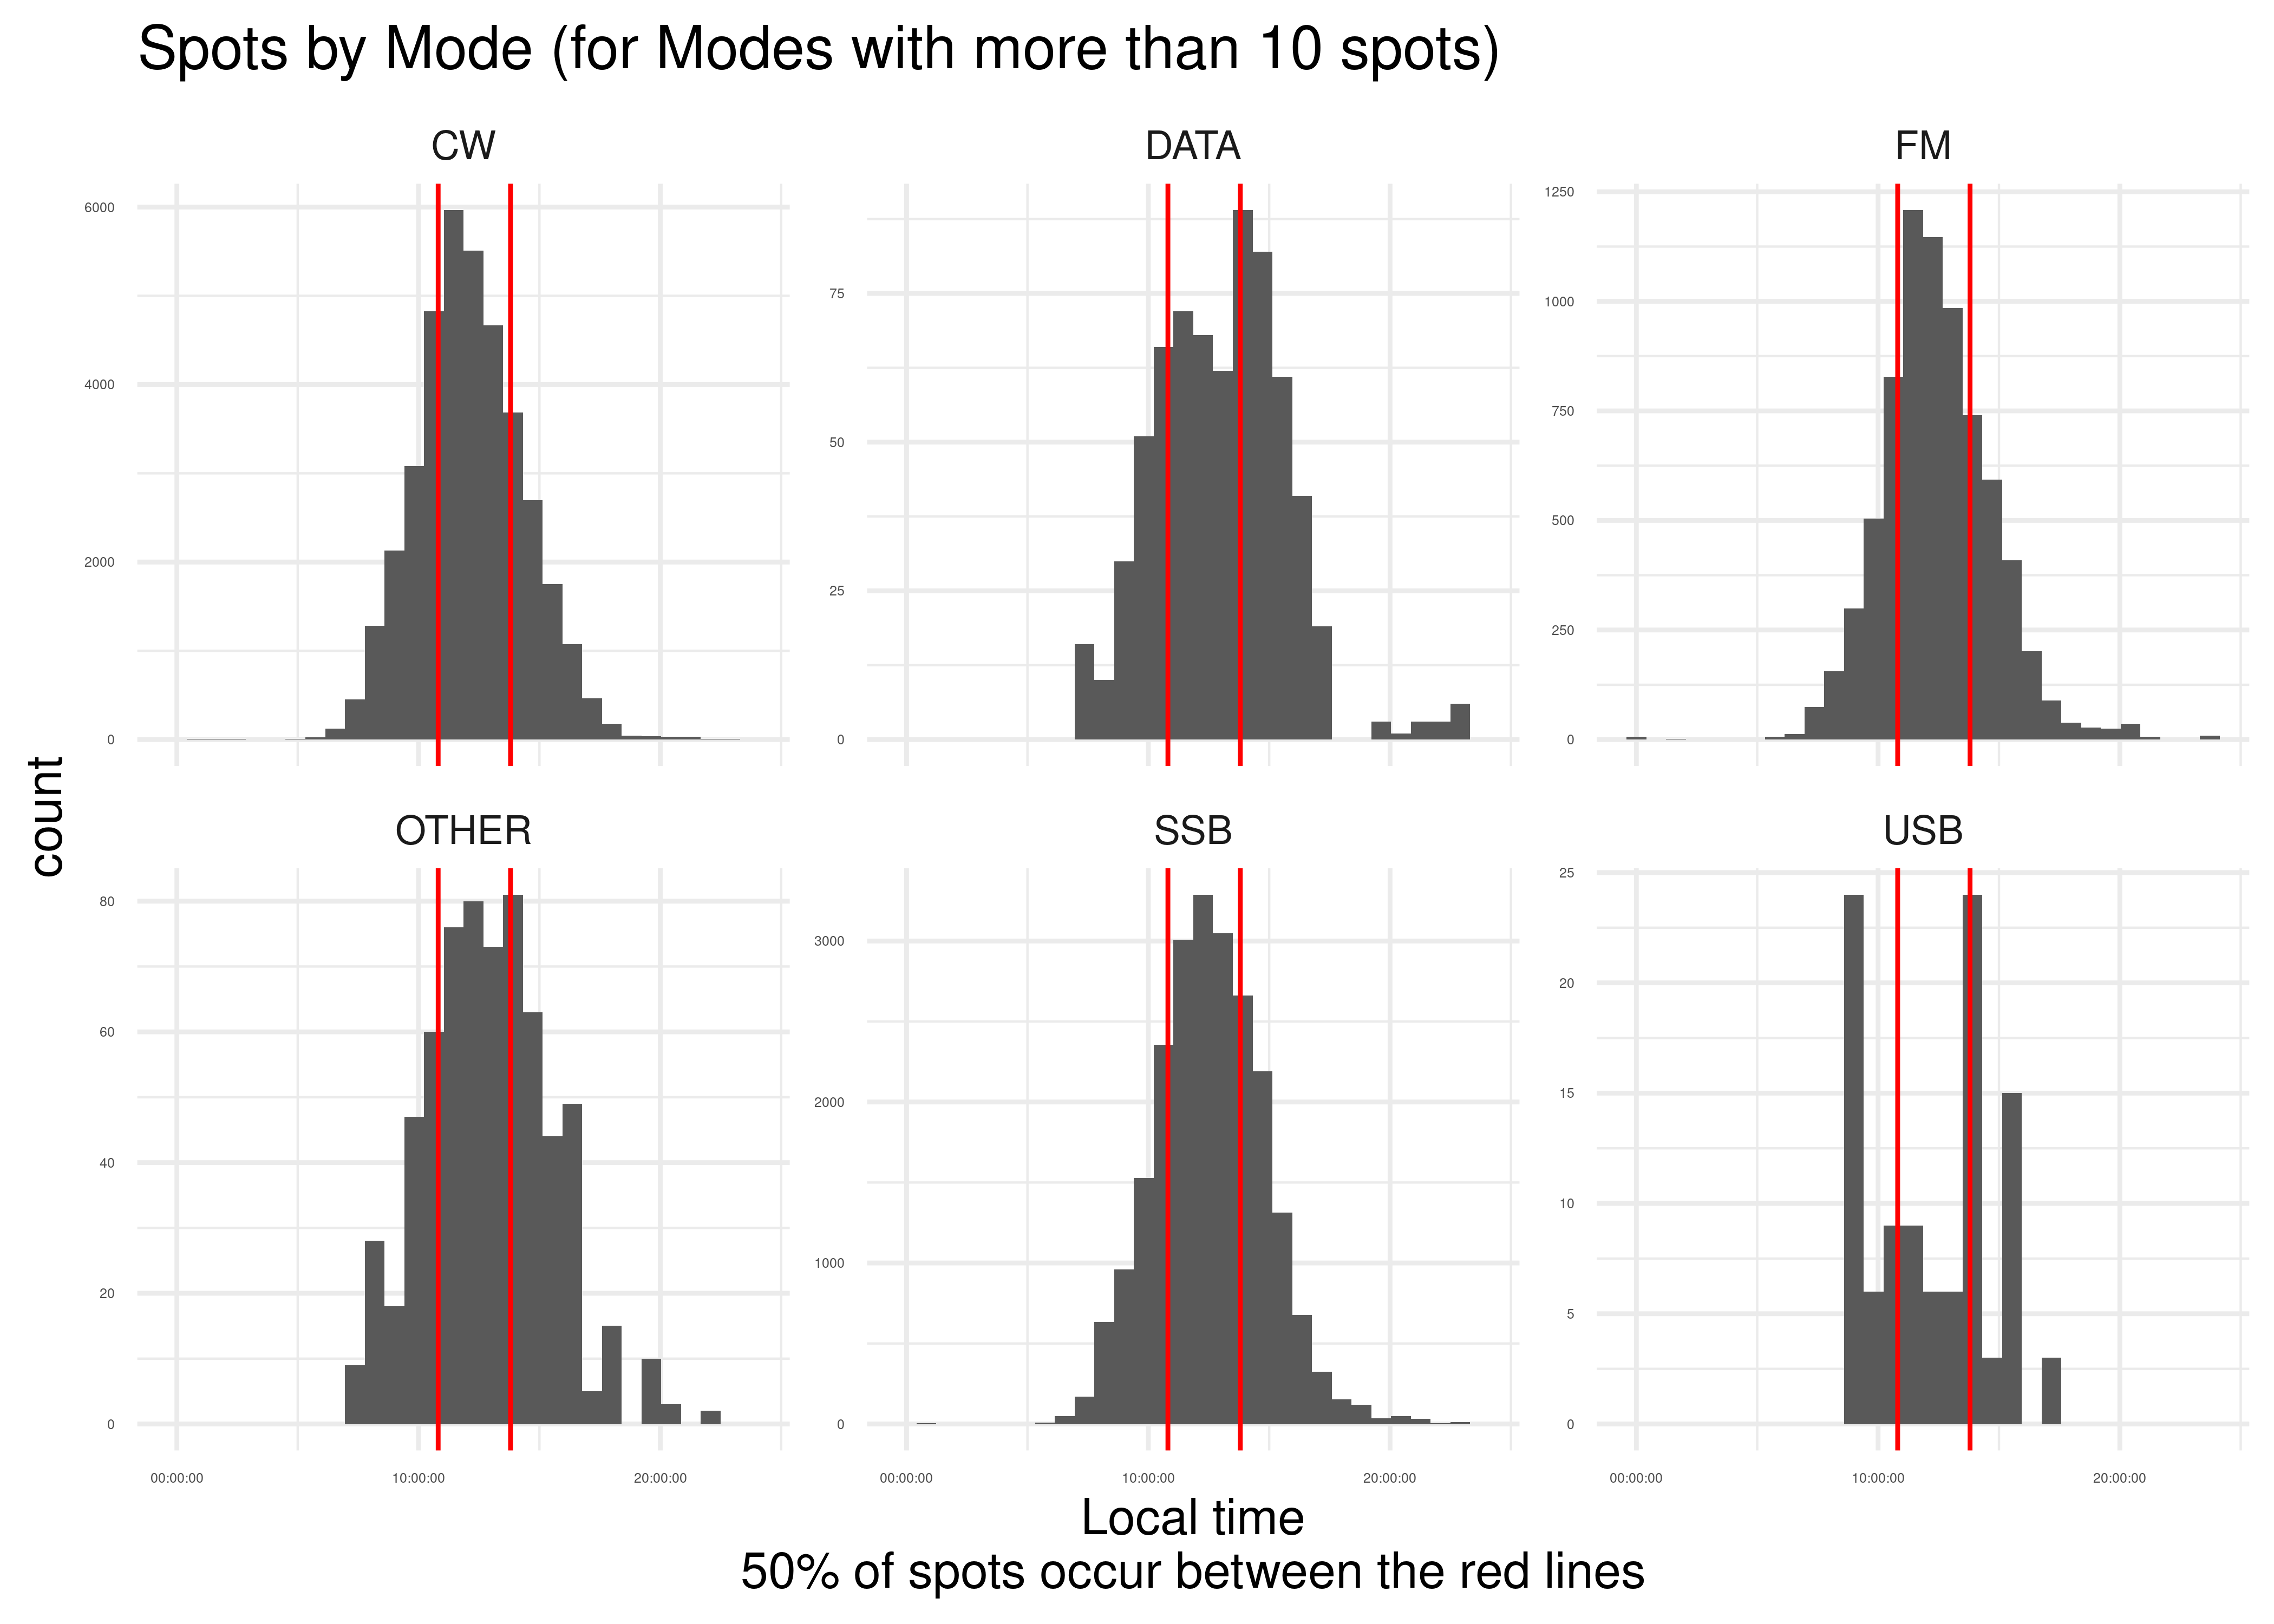 Spots by Mode (for Modes with more than 10 spots)
CW
DATA
FM
6000
4000
2000
0
75
50
25
0
1250
1000
750
500
250
0
count
OTHER
SSB
USB
80
60
40
20
0
3000
2000
1000
0
25
20
15
10
5
0
00:00:00 10:00:00 20:00:00
00:00:00 10:00:00 20:00:00
00:00:00 10:00:00 20:00:00
Local time
50% of spots occur between the red lines